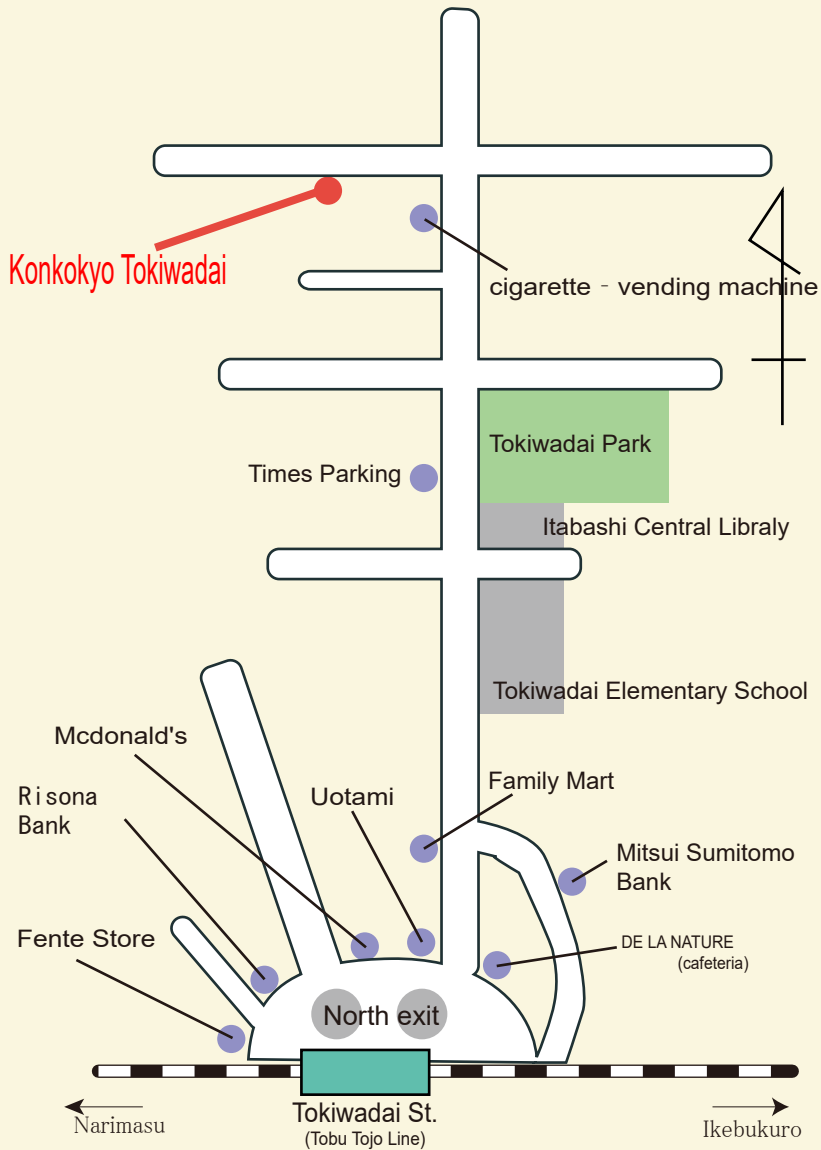 Konkokyo Tokiwadai
cigarette - vending machine
Tokiwadai Park
Times Parking
Itabashi Central Libraly
Tokiwadai Elementary School
Mcdonald's
Family Mart
Risona
Bank
Uotami
Mitsui Sumitomo
Bank
Fente Store
DE LA NATURE
(cafeteria)
North exit
Tokiwadai St.
(Tobu Tojo Line)
Narimasu
Ikebukuro